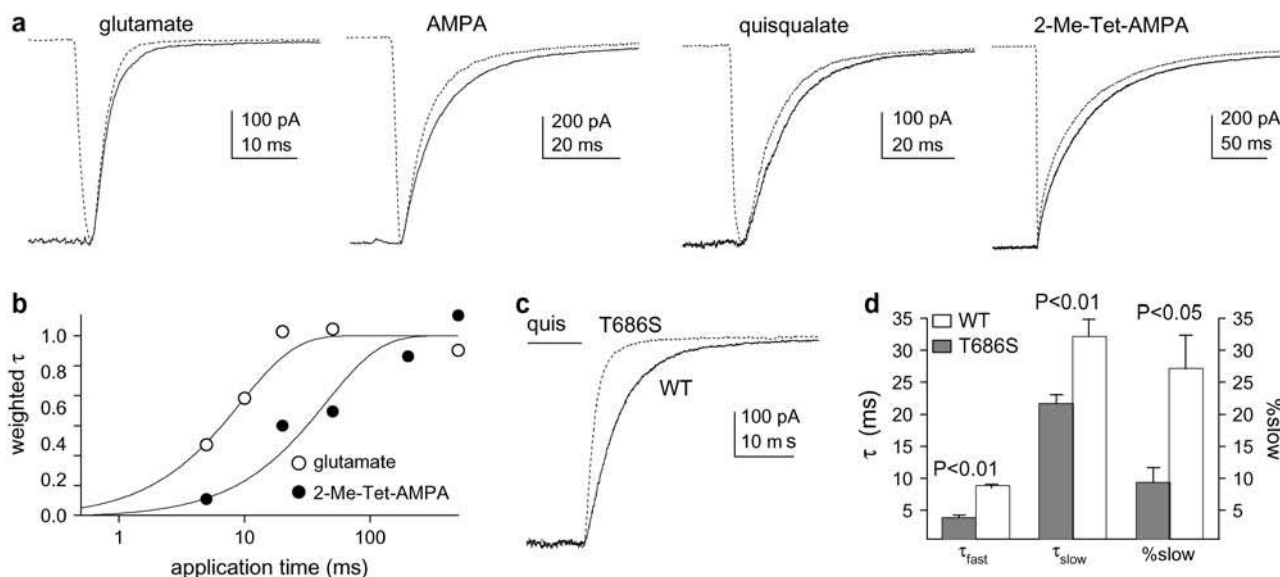 a
glutamate
AMPA
quisqualate
2-Me-Tet-AMPA
100 pA
10 ms
200 pA
20 ms
100 pA
20 ms
200 pA
50 ms
b
weighted τ
1.0
0.8
0.6
0.4
0.2
0.0
1
10
100
application time (ms)
glutamate
2-Me-Tet-AMPA
c
quis
T686S
WT
100 pA
10 m s
d
WT
T686S
P<0.01
P<0.01
P<0.05
τ (ms)
35
30
25
20
15
10
5
35
30
25
20
15
10
5
%slow
τfast
τslow
%slow